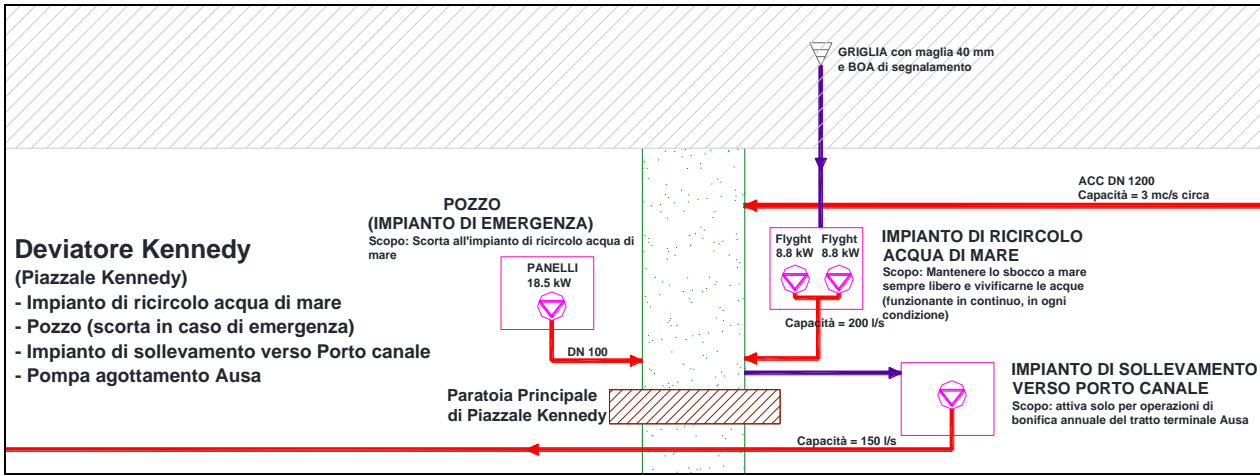 GRIGLIA con maglia 40 mm
e BOA di segnalamento
ACC DN 1200
Capacità = 3 mc/s circa
POZZO
(IMPIANTO DI EMERGENZA)
Scopo: Scorta all'impianto di ricircolo acqua di
mare
PANELLI
18.5 kW
DN 100
Flyght Flyght
8.8 kW 8.8 kW
Capacità = 200 l/s
IMPIANTO DI RICIRCOLO
ACQUA DI MARE
Scopo: Mantenere lo sbocco a mare
sempre libero e vivificarne le acque
(funzionante in continuo, in ogni
condizione)
Deviatore Kennedy
(Piazzale Kennedy)
- Impianto di ricircolo acqua di mare
- Pozzo (scorta in caso di emergenza)
- Impianto di sollevamento verso Porto canale
- Pompa agottamento Ausa
Paratoia Principale
di Piazzale Kennedy
IMPIANTO DI SOLLEVAMENTO
VERSO PORTO CANALE
Scopo: attiva solo per operazioni di
bonifica annuale del tratto terminale Ausa
Capacità = 150 l/s